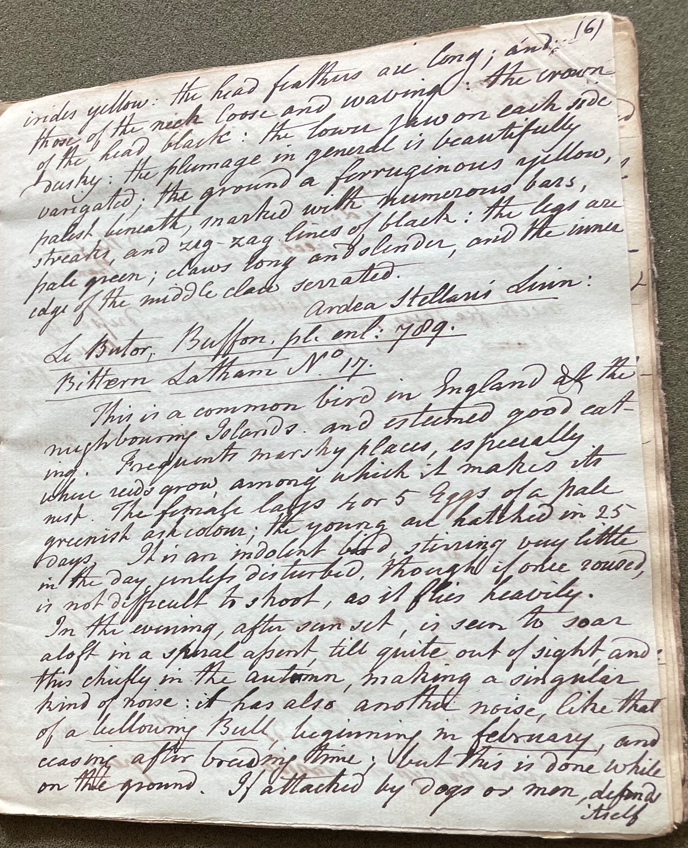 (6)
irides yellow: the head feathers are long; and;
those of the neck loose and waving: the crown
of the head black: the lower jaw on each side
dusky: the plumage in general is beautifully
varigated; the ground a ferruginous yellow,
palest beneath, marked with numerous bars,
streaks, and zeg-zag lines of black: the legs are
pale green; claws long and slender, and the inner
edge of the middle claw serrated.
Ardea Stellaris Linn:
Le Butor, Buffon. pl. enl: 789.
Bittern Latham No 17.
This is a common bird in England & the
neighbouring Islands. and esteemed good eat-
ing. Frequents marshy places, especially
where reeds grow, among which it makes its
nest. The female lays 4 or 5 Eggs of a pale
greenish ash colour; the young are hatched in 25
days. It is an indolent bird, stirring very little
in the day, unless disturbed, though if once roused,
is not difficult to shoot, as it flies heavily.
In the evening, after sun set, is seen to soar
aloft in a spiral assent, till quite out of sight, and
this chiefly in the autumn, making a singular
kind of noise: it has also another noise, like that
of a bellowing Bull, beginning in february, and
ceasing after breeding time; but this is done while
on the ground. If attacked by dogs or men, defends
itself